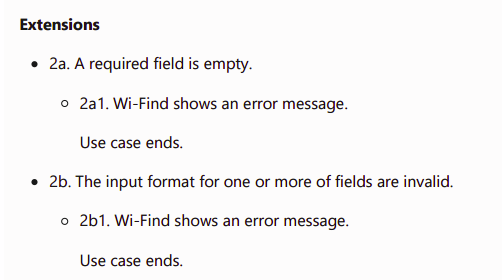 Extensions
• 2a. A required field is empty.
○ 2a1. Wi-Find shows an error message.
Use case ends.
• 2b. The input format for one or more of fields are invalid.
○ 2b1. Wi-Find shows an error message.
Use case ends.